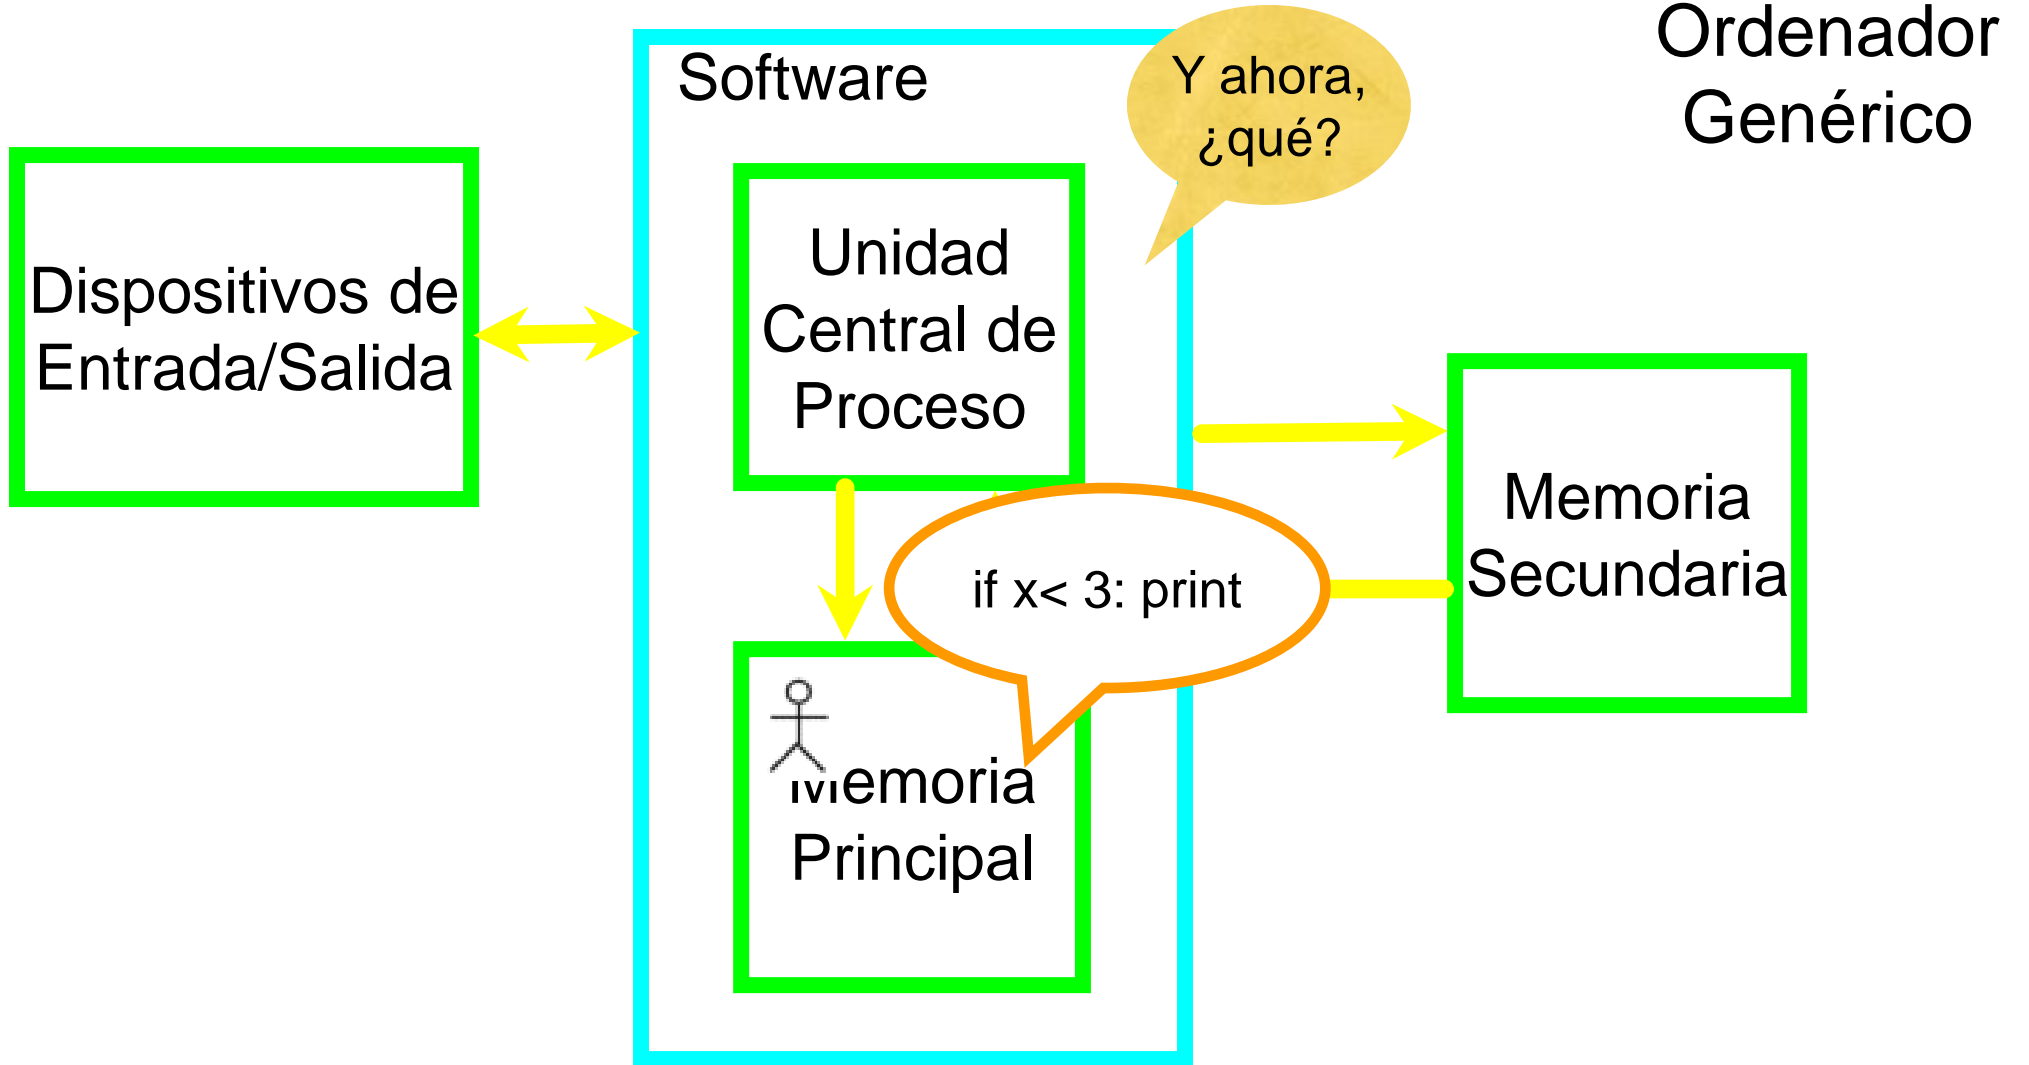 Ordenador
Genérico
Software
Y ahora,
¿qué?
Dispositivos de
Entrada/Salida
Unidad
Central de
Proceso
if x< 3: print
Memoria
Secundaria
Memoria
Principal